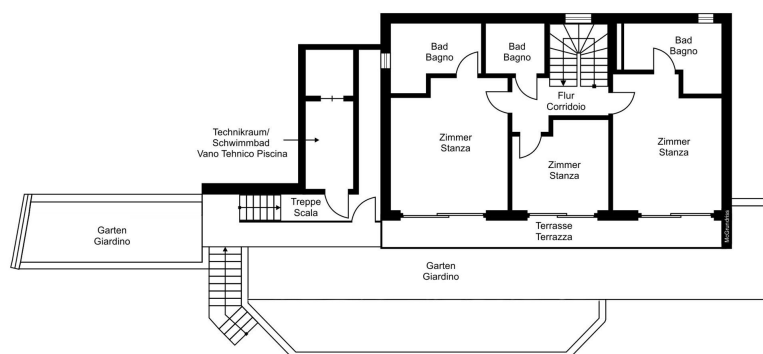 Bad
Bagno
Bad
Bagno
Bad
Bagno
Flur
Corridoio
Technikraum/
Schwimmbad
Vano Tehnico Piscina
Zimmer
Stanza
Zimmer
Stanza
Zimmer
Stanza
Treppe
Scala
Garten
Giardino
Terrasse
Terrazza
McGrundriss
Garten
Giardino